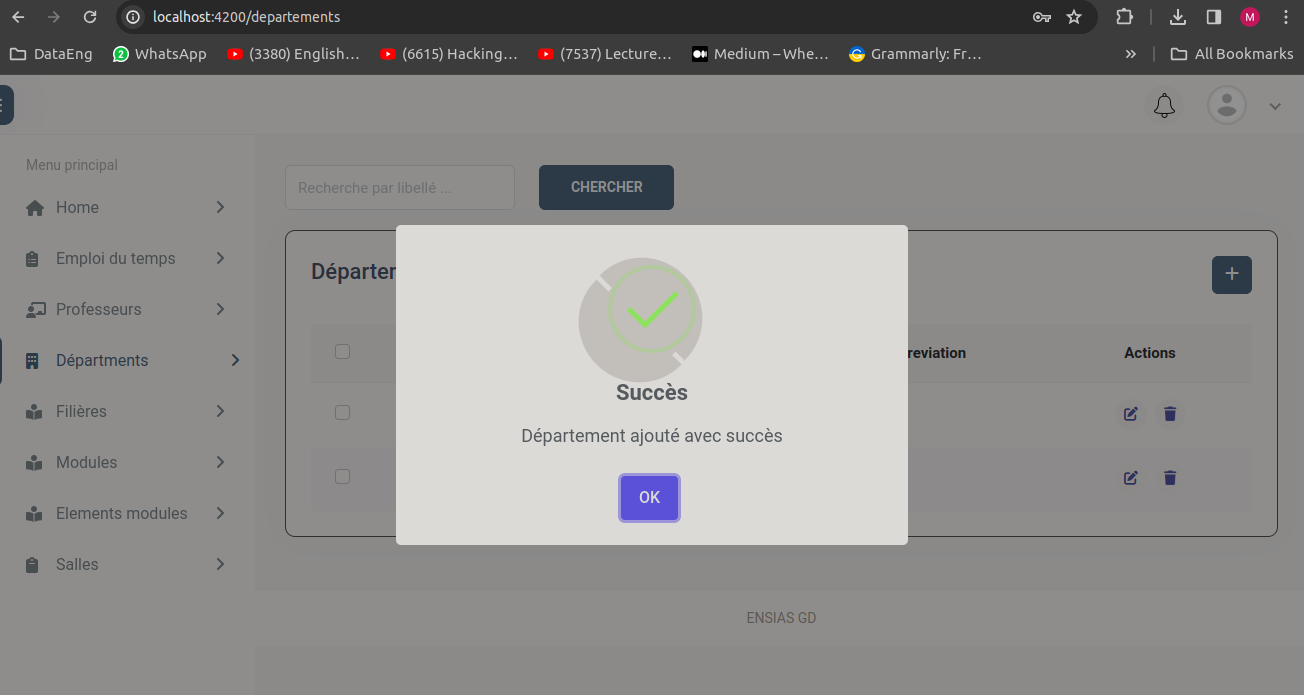 localhost:4200/departements
M
DataEng
2 WhatsApp
(3380) English…
(6615) Hacking…
(7537) Lecture…
Medium – Whe…
Grammarly: Fr…
All Bookmarks
Menu principal
Home
Emploi du temps
Professeurs
Départments
Filières
Modules
Elements modules
Salles
Recherche par libellé ...
CHERCHER
Départer
+
reviation
Actions
Succès
Département ajouté avec succès
OK
ENSIAS GD